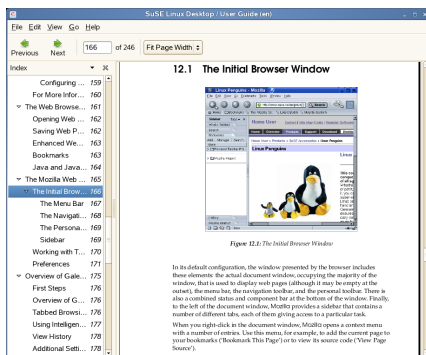 SuSE Linux Desktop / User Guide (en)
File Edit View Go Help
Previous Next 166 of 246 Fit Page Width
Index
Configuring ... 159
For More Infor... 160
The Web Browse... 161
Opening Web ... 162
Saving Web P... 162
Enhanced We... 163
Bookmarks 163
Java and Java... 164
The Mozilla Web ... 165
The Initial Brow... 166
The Menu Bar 167
The Navigati... 168
The Persona... 169
Sidebar 169
Working with T... 170
Preferences 171
Overview of Gale... 175
First Steps 176
Overview of G... 176
Tabbed Browsi... 176
Using Intelligen... 177
View History 178
Additional Setti... 178
12.1 The Initial Browser Window
Linux Penguins - Mozilla
File Edit View Go
Search
Home User
Home Products Support
Linux Penguins
Figure 12.1: The Initial Browser Window
In its default configuration, the window presented by the browser includes
these elements: the actual document window, occupying the majority of the
window, that is used to display web pages (although it may be empty at the
outset), the menu bar, the navigation toolbar, and the personal toolbar. There is
also a combined status and component bar at the bottom of the window. Finally,
to the left of the document window, Mozilla provides a sidebar that contains a
number of different tabs, each of them giving access to a particular task.
When you right-click in the document window, Mozilla opens a context menu
with a number of entries. Use this menu, for example, to add the current page to
your bookmarks ('Bookmark This Page') or to view its source code ('View Page
Source').